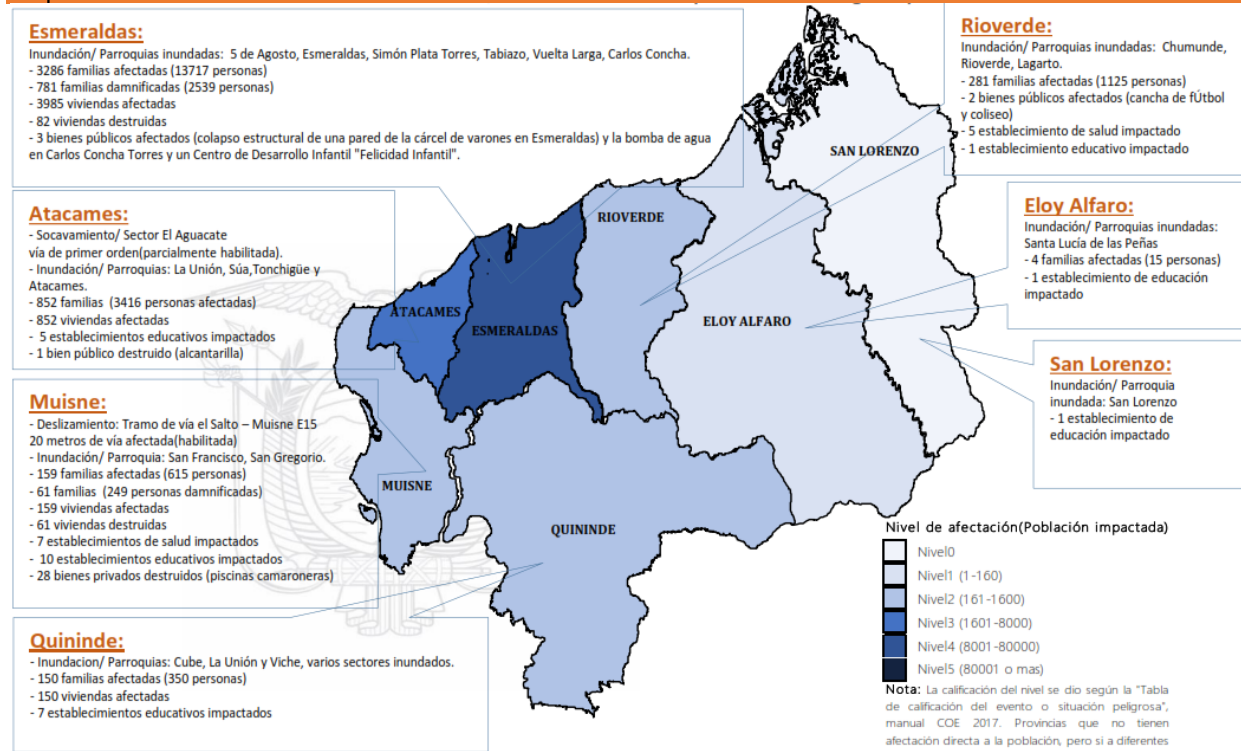 Esmeraldas:
Inundación/ Parroquias inundadas:  5 de Agosto, Esmeraldas, Simón Plata Torres, Tabiazo, Vuelta Larga, Carlos Concha.
- 3286 familias afectadas (13717 personas)
- 781 familias damnificadas (2539 personas)
- 3985 viviendas afectadas
- 82 viviendas destruidas
- 3 bienes públicos afectados (colapso estructural de una pared de la cárcel de varones en Esmeraldas) y la bomba de agua
en Carlos Concha Torres y un Centro de Desarrollo Infantil "Felicidad Infantil".
Rioverde:
Inundación/ Parroquias inundadas:  Chumunde,
Rioverde, Lagarto.
- 281 familias afectadas (1125 personas)
- 2 bienes públicos afectados (cancha de fÚtbol
y coliseo)
- 5 establecimiento de salud impactado
- 1 establecimiento educativo impactado
Atacames:
- Socavamiento/ Sector El Aguacate
vía de primer orden(parcialmente habilitada).
- Inundación/ Parroquias: La Unión, Súa,Tonchigüe y
Atacames.
- 852 familias  (3416 personas afectadas)
- 852 viviendas afectadas
-  5 establecimientos educativos impactados
- 1 bien público destruido (alcantarilla)
Eloy Alfaro:
Inundación/ Parroquias inundadas:
Santa Lucía de las Peñas
- 4 familias afectadas (15 personas)
- 1 establecimiento de educación
impactado
San Lorenzo:
Inundación/ Parroquia
inundada: San Lorenzo
- 1 establecimiento de
educación impactado
Muisne:
- Deslizamiento: Tramo de vía el Salto – Muisne E15
20 metros de vía afectada(habilitada)
- Inundación/ Parroquia: San Francisco, San Gregorio.
- 159 familias afectadas (615 personas)
- 61 familias  (249 personas damnificadas)
- 159 viviendas afectadas
- 61 viviendas destruidas
- 7 establecimientos de salud impactados
-  10 establecimientos educativos impactados
- 28 bienes privados destruidos (piscinas camaroneras)
Quininde:
- Inundacion/ Parroquias: Cube, La Unión y Viche, varios sectores inundados.
- 150 familias afectadas (350 personas)
- 150 viviendas afectadas
- 7 establecimientos educativos impactados
SAN LORENZO
RIOVERDE
ATACAMES
ESMERALDAS
ELOY ALFARO
MUISNE
QUININDE
Nivel de afectación(Población impactada)
Nivel0
Nivel1 (1-160)
Nivel2 (161-1600)
Nivel3 (1601-8000)
Nivel4 (8001-80000)
Nivel5 (80001 o mas)
Nota: La calificación del nivel se dio según la "Tabla
de calificación del evento o situación peligrosa",
manual COE 2017. Provincias que no tienen
afectación directa a la población, pero si a diferentes